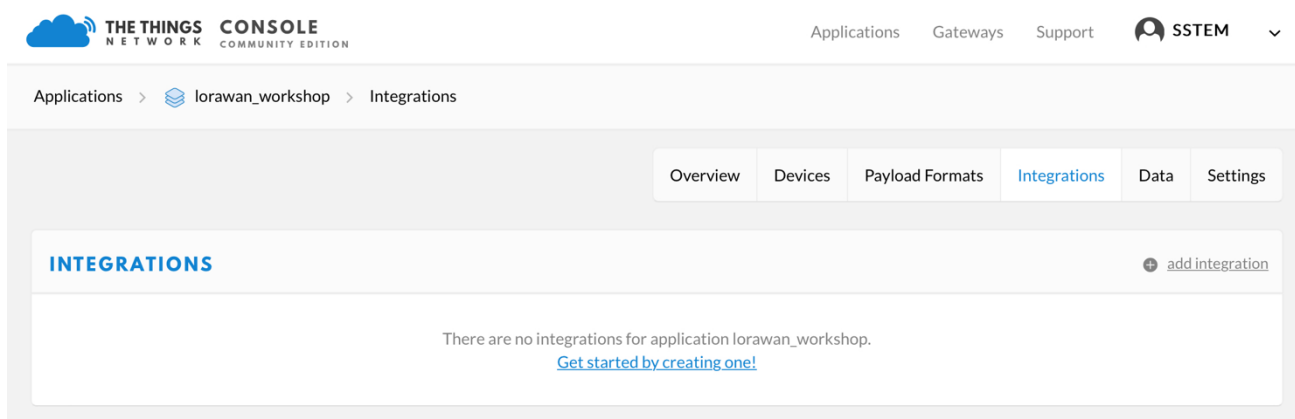 THE THINGS NETWORK CONSOLE COMMUNITY EDITION
Applications Gateways Support SSTEM
Applications > lorawan_workshop > Integrations
Overview Devices Payload Formats Integrations Data Settings
INTEGRATIONS add integration
There are no integrations for application lorawan_workshop.
Get started by creating one!